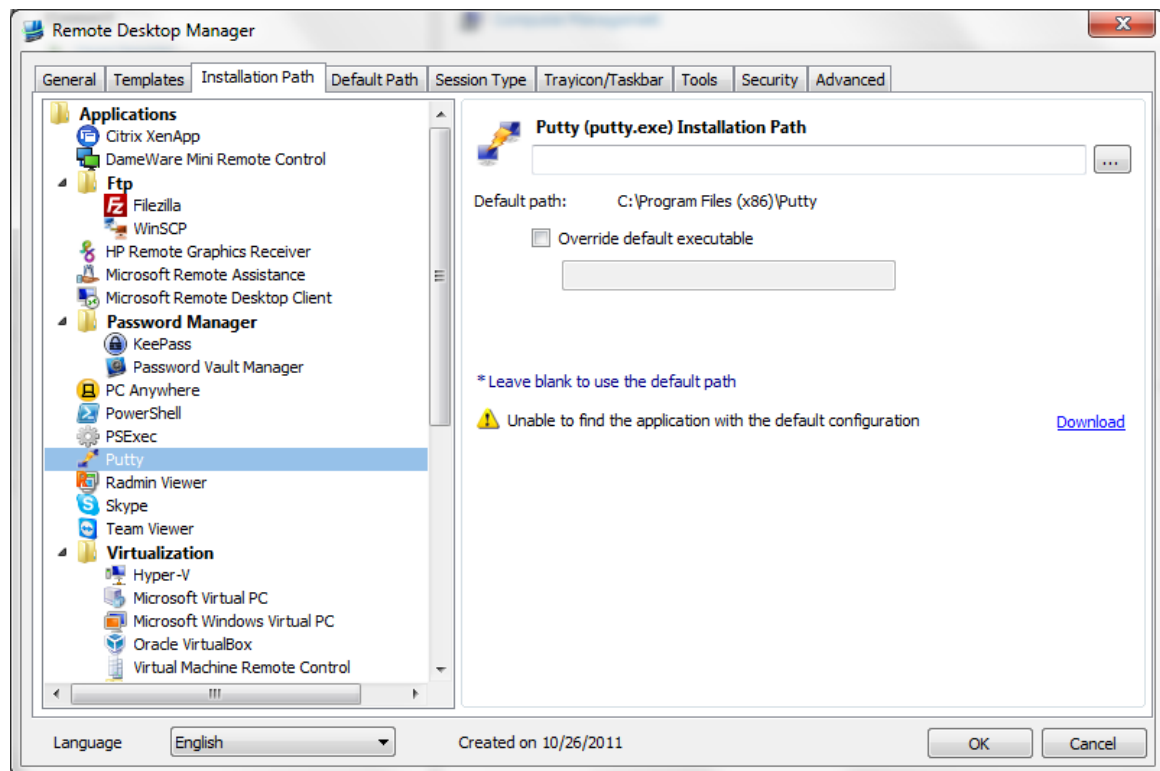 Computer Management
Remote Desktop Manager
General Templates Installation Path Default Path Session Type Trayicon/Taskbar Tools Security Advanced
Applications
Citrix XenApp
DameWare Mini Remote Control
Ftp
Filezilla
WinSCP
HP Remote Graphics Receiver
Microsoft Remote Assistance
Microsoft Remote Desktop Client
Password Manager
KeePass
Password Vault Manager
PC Anywhere
PowerShell
PSExec
Putty
Radmin Viewer
Skype
Team Viewer
Virtualization
Hyper-V
Microsoft Virtual PC
Microsoft Windows Virtual PC
Oracle VirtualBox
Virtual Machine Remote Control
Putty (putty.exe) Installation Path
...
Default path: C:\Program Files (x86)\Putty
Override default executable
*Leave blank to use the default path
Unable to find the application with the default configuration Download
Language English Created on 10/26/2011 OK Cancel